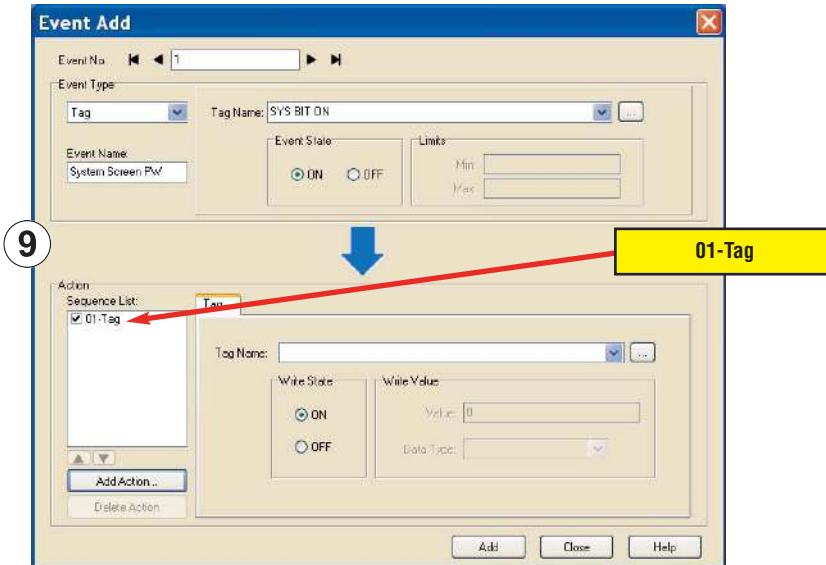 Event Add
Event No. 1
Event Type
Tag
Tag Name: SYS BIT ON ...
Event State
ON OFF
Limits
Min
Max
Event Name:
System Screen PW
9
01-Tag
Action
Sequence List:
01-Tag
Tag
Tag Name: ...
Write State
ON
OFF
Write Value
Value: 0
Data Type:
Add Action...
Delete Action
Add Close Help